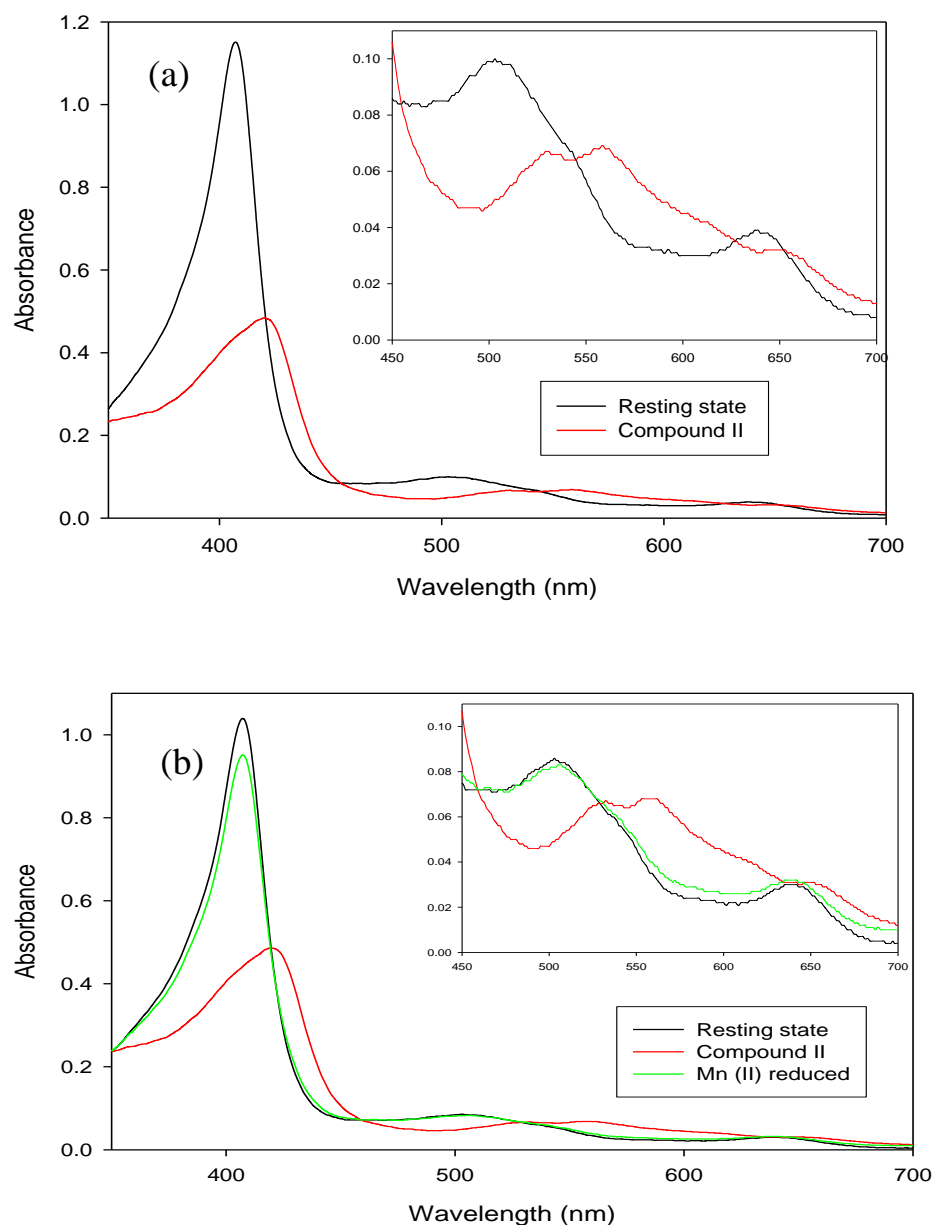 1.2
1.0
0.8
0.6
0.4
0.2
0.0
Absorbance
(a)
0.10
0.08
0.06
0.04
0.02
0.00
450 500 550 600 650 700
Resting state
Compound II
400 500 600 700
Wavelength (nm)
1.0
0.8
0.6
0.4
0.2
0.0
Absorbance
(b)
0.10
0.08
0.06
0.04
0.02
0.00
450 500 550 600 650 700
Resting state
Compound II
Mn (II) reduced
400 500 600 700
Wavelength (nm)